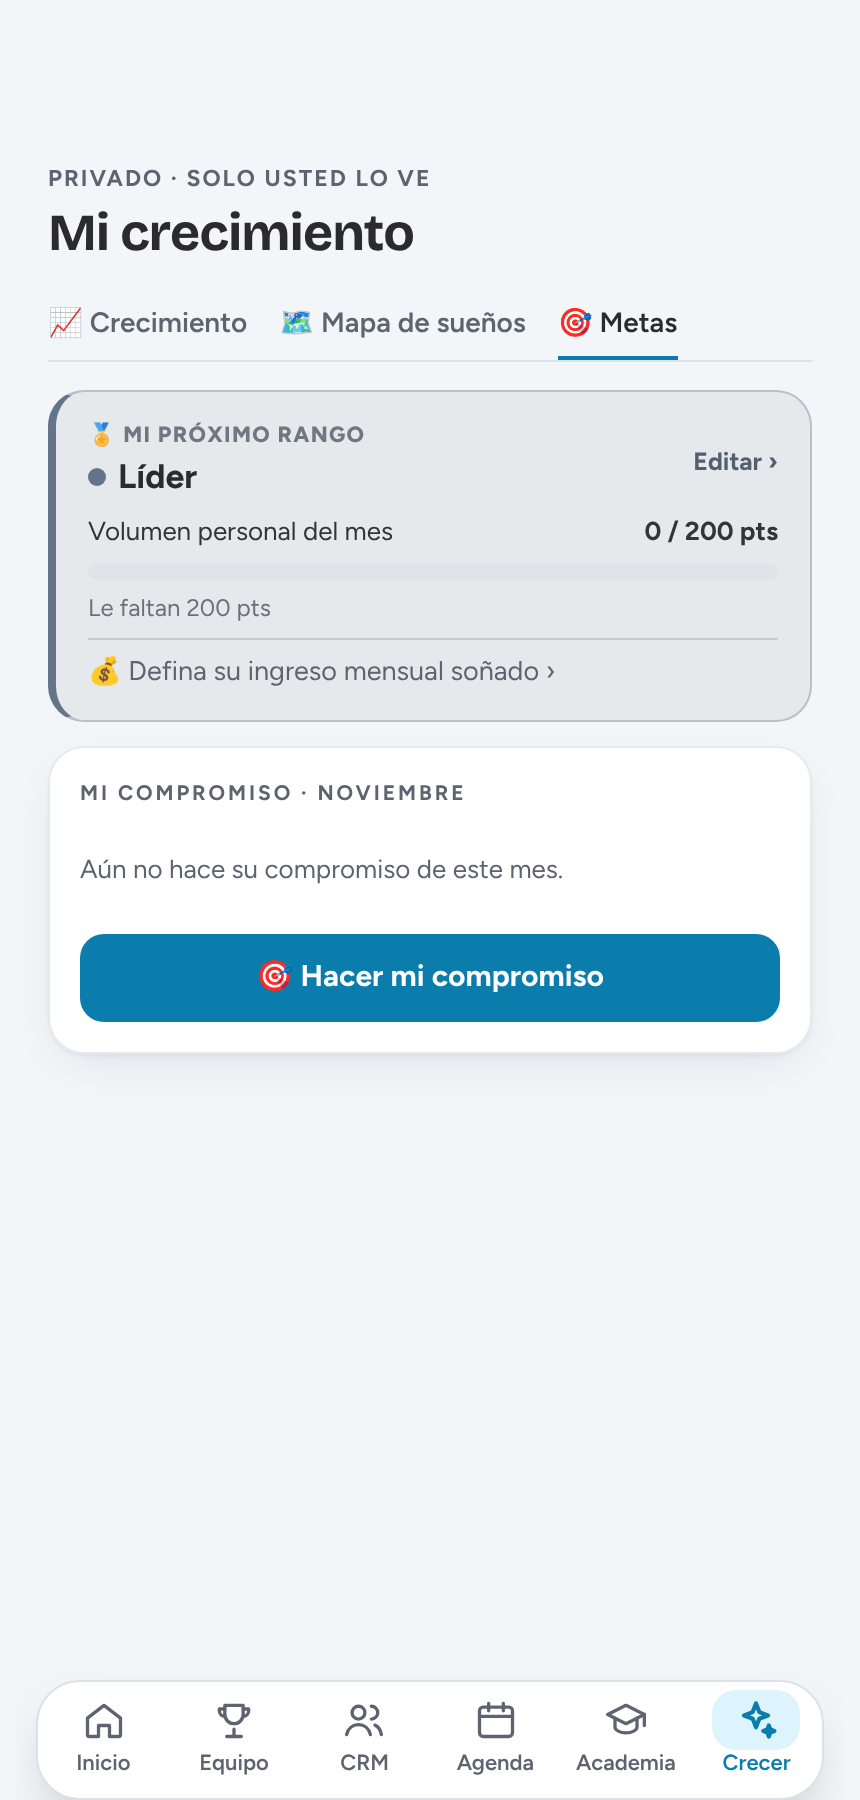 PRIVADO · SOLO USTED LO VE
Mi crecimiento
📈 Crecimiento 🗺️ Mapa de sueños 🎯 Metas
🏅 MI PRÓXIMO RANGO
Líder
Editar ›
Volumen personal del mes 0 / 200 pts
Le faltan 200 pts
💰 Defina su ingreso mensual soñado ›
MI COMPROMISO · NOVIEMBRE
Aún no hace su compromiso de este mes.
🎯 Hacer mi compromiso
Inicio Equipo CRM Agenda Academia Crecer